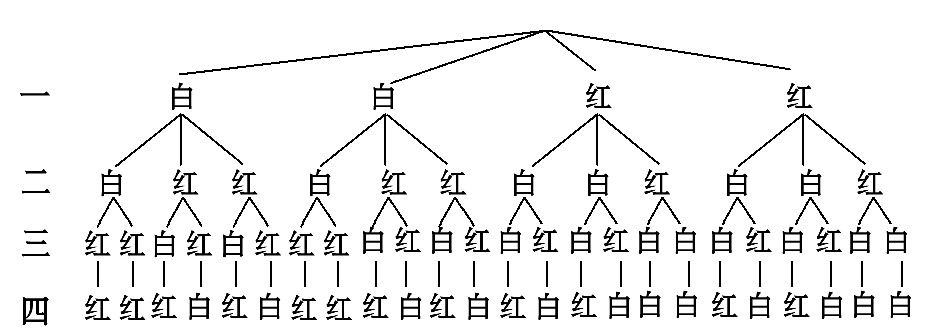 一 白 白 红 红
二 白 红 红 白 红 红 白 白 红 白 白 红
三 红 红 白 红 白 红 红 红 白 红 白 红 白 红 白 红 白 白 白 红 白 红 白 白
四 红 红 红 白 红 白 红 红 红 白 红 白 红 白 红 白 白 白 红 白 红 白 白 白